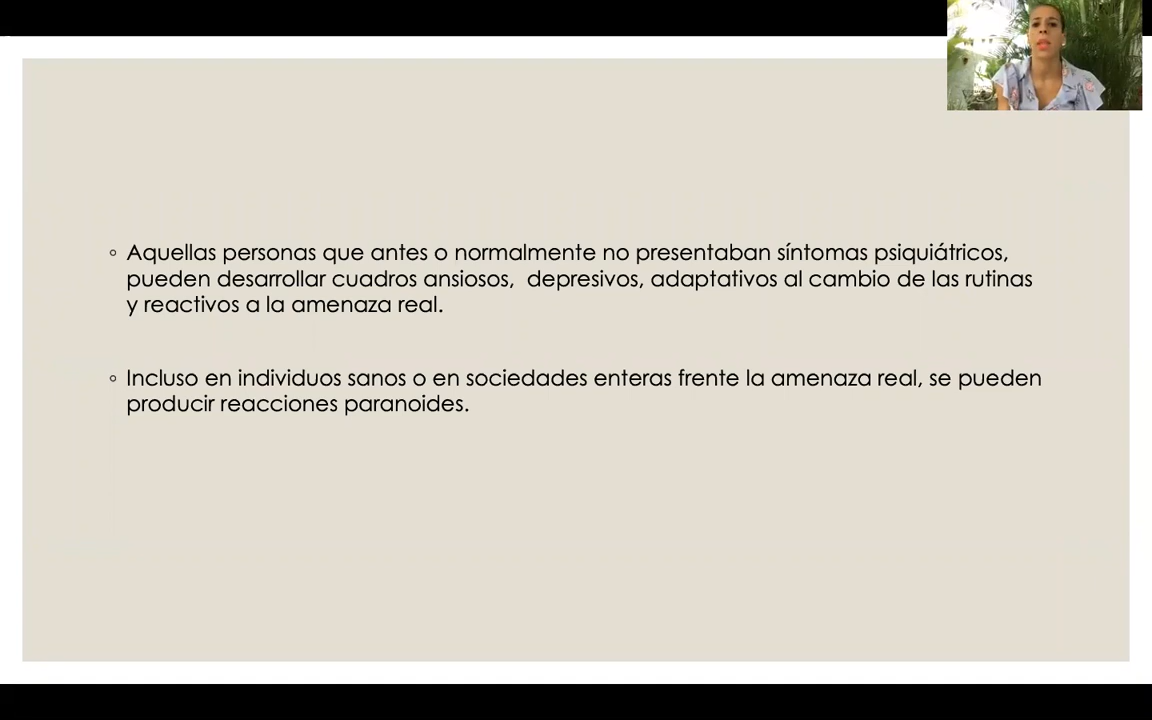 ◦ Aquellas personas que antes o normalmente no presentaban síntomas psiquiátricos,
pueden desarrollar cuadros ansiosos,  depresivos, adaptativos al cambio de las rutinas
y reactivos a la amenaza real.
◦ Incluso en individuos sanos o en sociedades enteras frente la amenaza real, se pueden
producir reacciones paranoides.